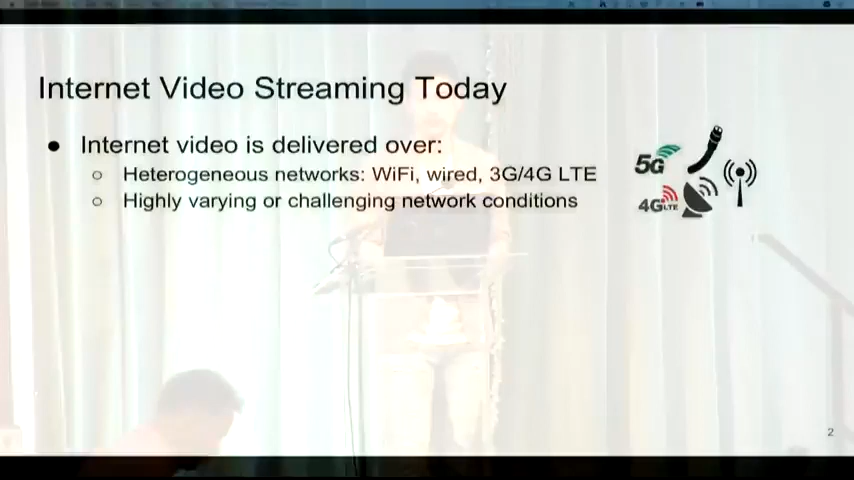 Internet Video Streaming Today
● Internet video is delivered over:
○ Heterogeneous networks: WiFi, wired, 3G/4G LTE
○ Highly varying or challenging network conditions
5G
4G LTE
2